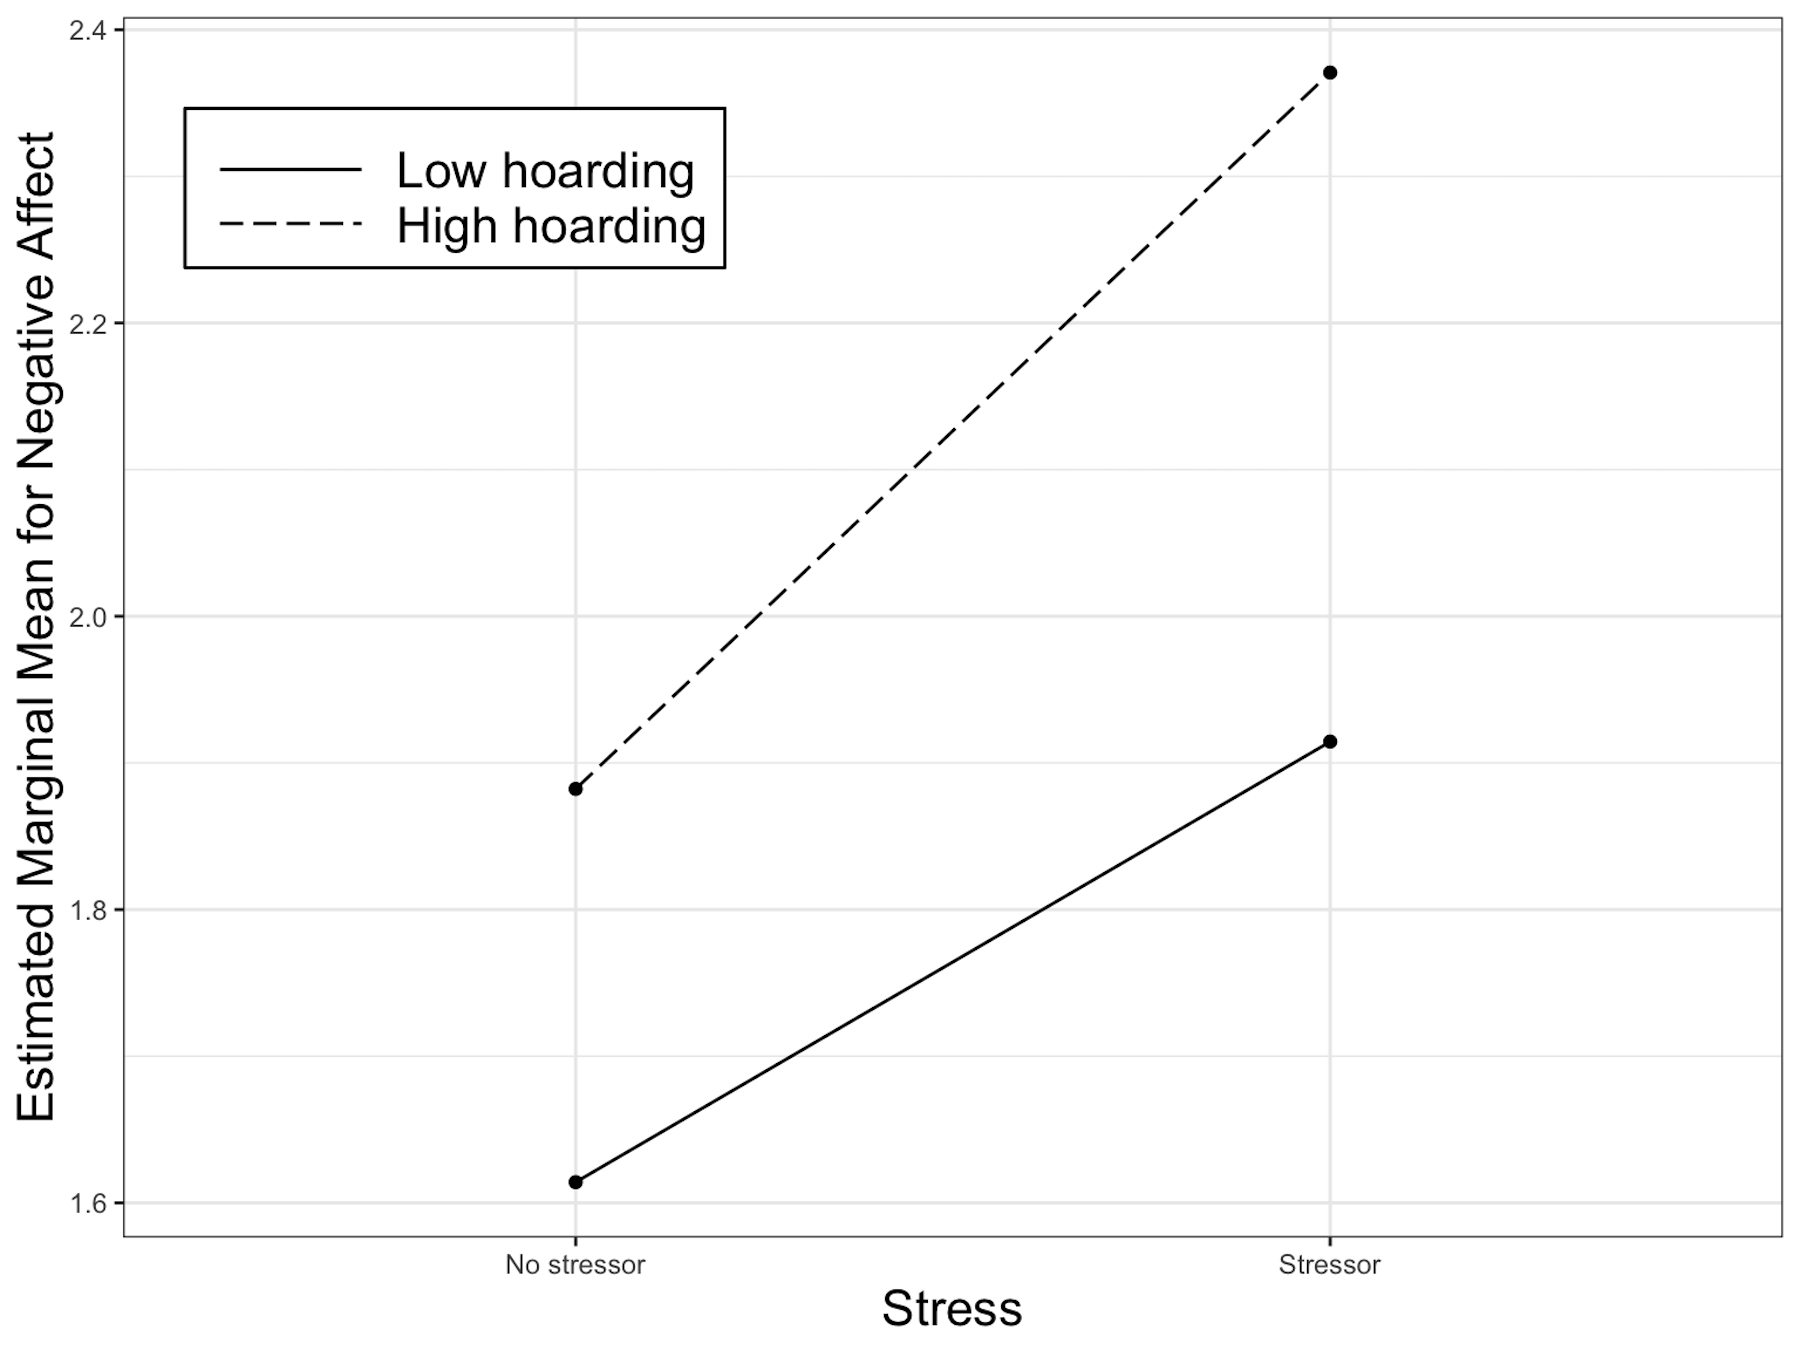 Estimated Marginal Mean for Negative Affect
2.4
2.2
2.0
1.8
1.6
Low hoarding
High hoarding
No stressor
Stressor
Stress